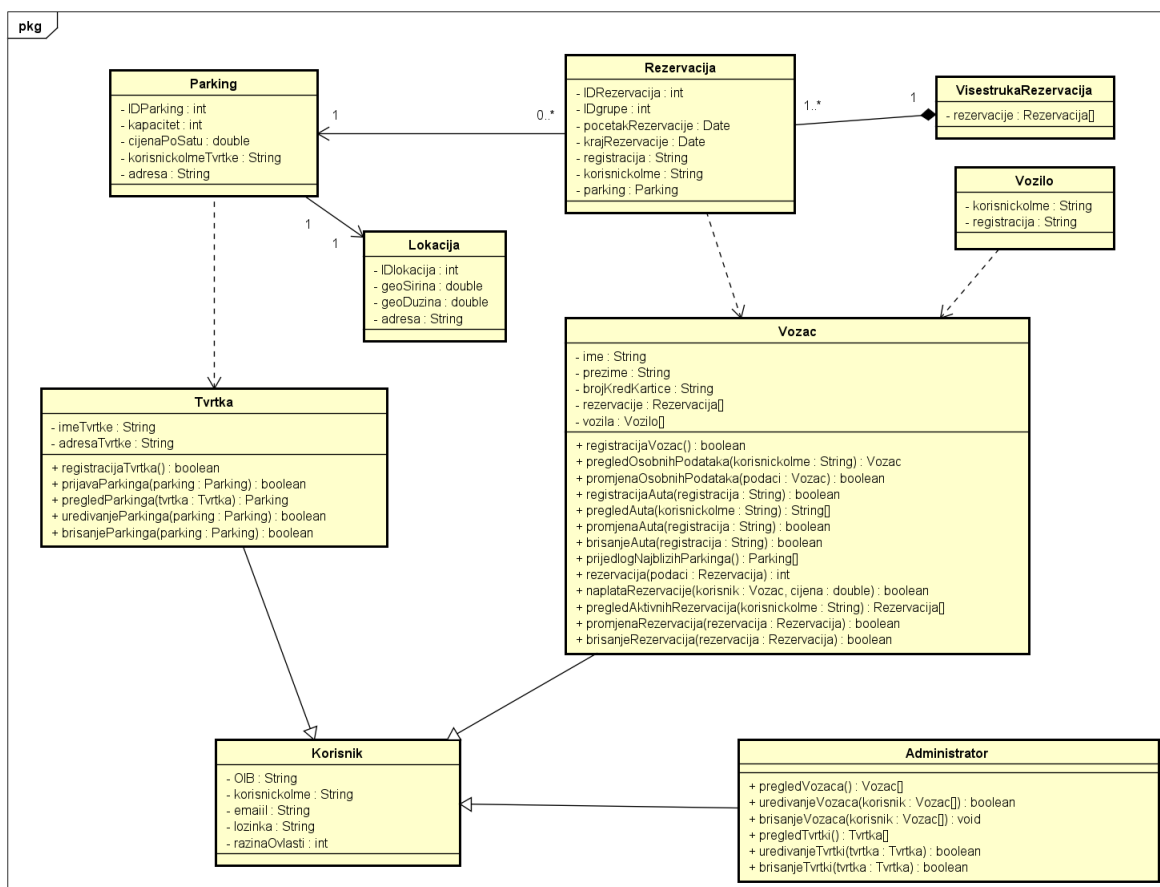 pkg
Parking
- IDParking : int
- kapacitet : int
- cijenaPoSatu : double
- korisnickoImeTvrtke : String
- adresa : String
1
0..*
Rezervacija
- IDRezervacija : int
- IDgrupe : int
- pocetakRezervacije : Date
- krajRezervacije : Date
- registracija : String
- korisnickoIme : String
- parking : Parking
1..*
1
VisestrukaRezervacija
- rezervacije : Rezervacija[]
Vozilo
- korisnickoIme : String
- registracija : String
1
1
Lokacija
- IDlokacija : int
- geoSirina : double
- geoDuzina : double
- adresa : String
Tvrtka
- imeTvrtke : String
- adresaTvrtke : String
+ registracijaTvrtka() : boolean
+ prijavaParkinga(parking : Parking) : boolean
+ pregledParkinga(tvrtka : Tvrtka) : Parking
+ uredivanjeParkinga(parking : Parking) : boolean
+ brisanjeParkinga(parking : Parking) : boolean
Vozac
- ime : String
- prezime : String
- brojKredKartice : String
- rezervacije : Rezervacija[]
- vozila : Vozilo[]
+ registracijaVozac() : boolean
+ pregledOsobnihPodataka(korisnickoIme : String) : Vozac
+ promjenaOsobnihPodataka(podaci : Vozac) : boolean
+ registracijaAuta(registracija : String) : boolean
+ pregledAuta(korisnickoIme : String) : String[]
+ promjenaAuta(registracija : String) : boolean
+ brisanjeAuta(registracija : String) : boolean
+ prijedlogNajblizihParkinga() : Parking[]
+ rezervacija(podaci : Rezervacija) : int
+ naplataRezervacije(korisnik : Vozac, cijena : double) : boolean
+ pregledAktivnihRezervacija(korisnickoIme : String) : Rezervacija[]
+ promjenaRezervacija(rezervacija : Rezervacija) : boolean
+ brisanjeRezervacija(rezervacija : Rezervacija) : boolean
Korisnik
- OIB : String
- korisnickoIme : String
- emaiil : String
- lozinka : String
- razinaOvlasti : int
Administrator
+ pregledVozaca() : Vozac[]
+ uredivanjeVozaca(korisnik : Vozac[]) : boolean
+ brisanjeVozaca(korisnik : Vozac[]) : void
+ pregledTvrtki() : Tvrtka[]
+ uredivanjeTvrtki(tvrtka : Tvrtka) : boolean
+ brisanjeTvrtki(tvrtka : Tvrtka) : boolean